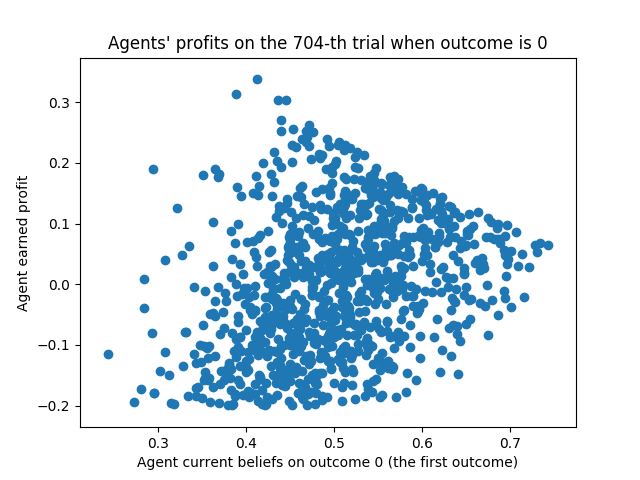 Agents' profits on the 704-th trial when outcome is 0
Agent earned profit
0.3
0.2
0.1
0.0
−0.1
−0.2
0.3 0.4 0.5 0.6 0.7
Agent current beliefs on outcome 0 (the first outcome)